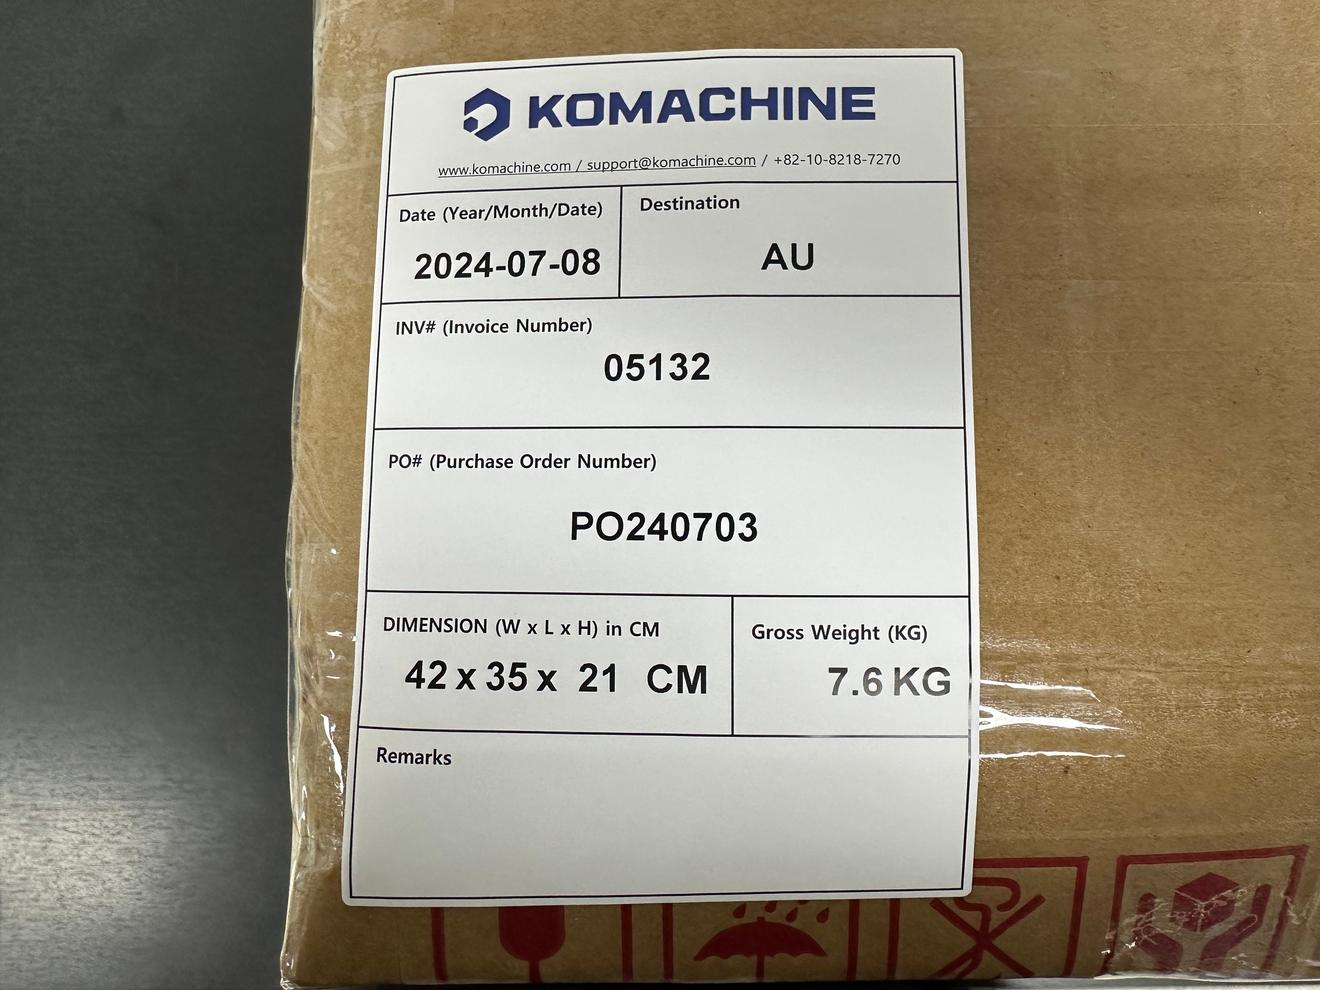 KOMACHINE
www.komachine.com / support@komachine.com / +82-10-8218-7270
Date (Year/Month/Date)
2024-07-08
Destination
AU
INV# (Invoice Number)
05132
PO# (Purchase Order Number)
PO240703
DIMENSION (W x L x H) in CM
42 x 35 x 21 CM
Gross Weight (KG)
7.6 KG
Remarks